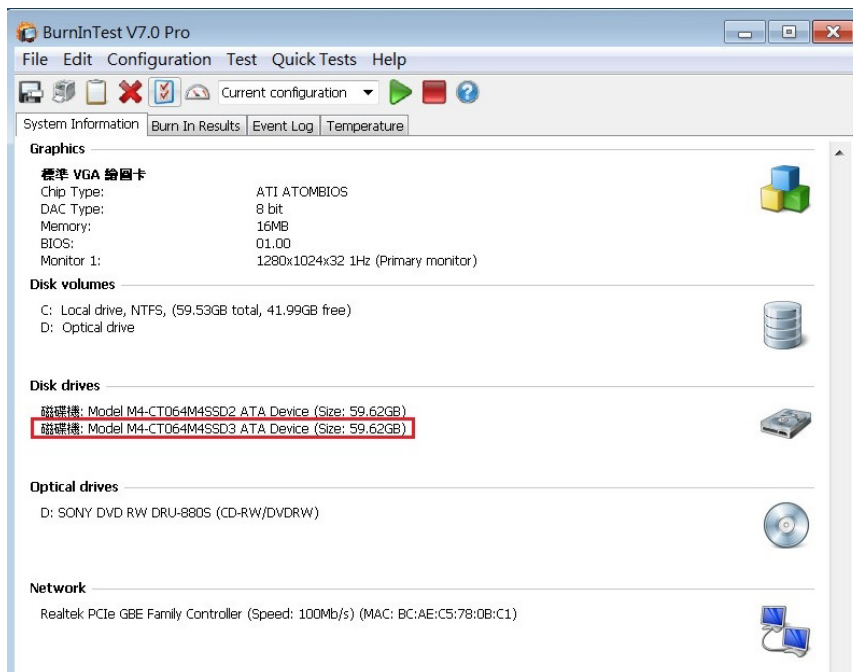 BurnInTest V7.0 Pro
File Edit Configuration Test Quick Tests Help
Current configuration
System Information Burn In Results Event Log Temperature
Graphics
標準 VGA 繪圖卡
Chip Type: ATI ATOMBIOS
DAC Type: 8 bit
Memory: 16MB
BIOS: 01.00
Monitor 1: 1280x1024x32 1Hz (Primary monitor)
Disk volumes
C: Local drive, NTFS, (59.53GB total, 41.99GB free)
D: Optical drive
Disk drives
磁碟機: Model M4-CT064M4SSD2 ATA Device (Size: 59.62GB)
磁碟機: Model M4-CT064M4SSD3 ATA Device (Size: 59.62GB)
Optical drives
D: SONY DVD RW DRU-880S (CD-RW/DVDRW)
Network
Realtek PCIe GBE Family Controller (Speed: 100Mb/s) (MAC: BC:AE:C5:78:0B:C1)